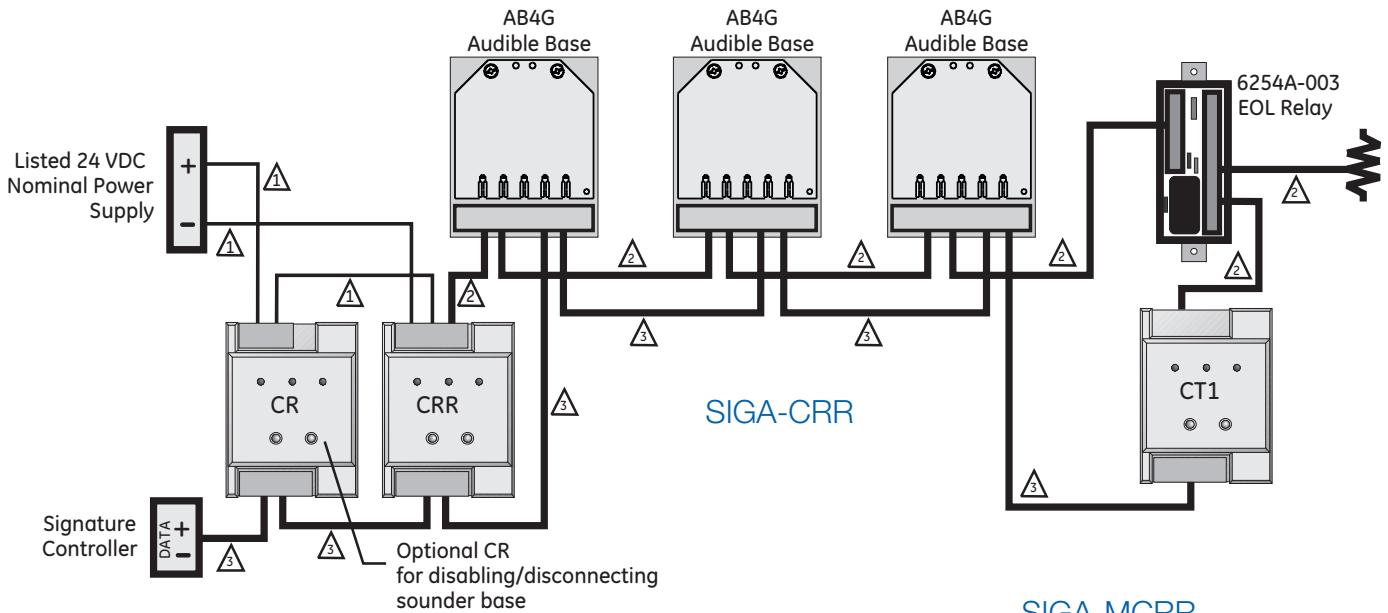 AB4G
Audible Base
AB4G
Audible Base
AB4G
Audible Base
6254A-003
EOL Relay
Listed 24 VDC
Nominal Power
Supply
+
−
1
1
1
2
2
2
2
2
2
3
3
3
3
3
3
CR
CRR
CT1
SIGA-CRR
Signature
Controller
DATA
+
−
Optional CR
for disabling/disconnecting
sounder base